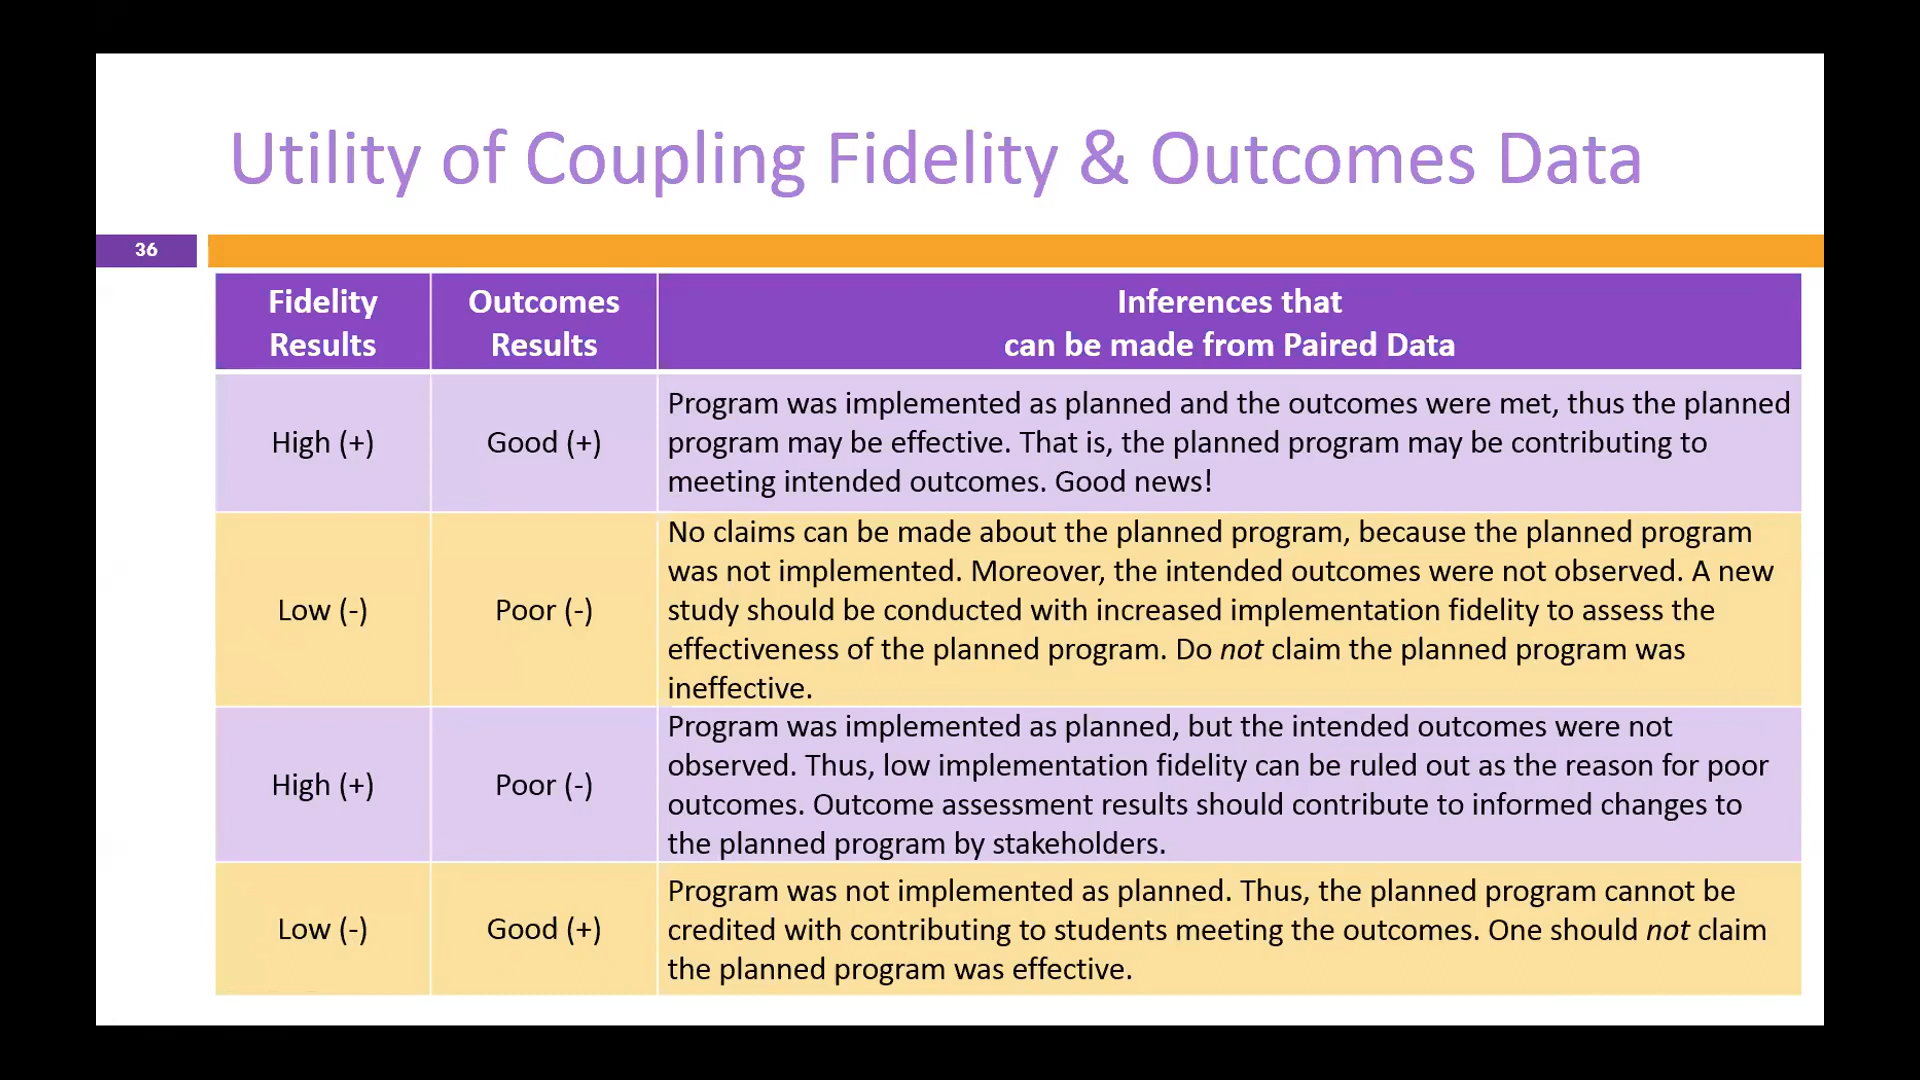 Utility of Coupling Fidelity & Outcomes Data
36
Fidelity
Results
Outcomes
Results
Inferences that
can be made from Paired Data
High (+)
Good (+)
Program was implemented as planned and the outcomes were met, thus the planned
program may be effective. That is, the planned program may be contributing to
meeting intended outcomes. Good news!
Low (-)
Poor (-)
No claims can be made about the planned program, because the planned program
was not implemented. Moreover, the intended outcomes were not observed. A new
study should be conducted with increased implementation fidelity to assess the
effectiveness of the planned program. Do not claim the planned program was
ineffective.
High (+)
Poor (-)
Program was implemented as planned, but the intended outcomes were not
observed. Thus, low implementation fidelity can be ruled out as the reason for poor
outcomes. Outcome assessment results should contribute to informed changes to
the planned program by stakeholders.
Low (-)
Good (+)
Program was not implemented as planned. Thus, the planned program cannot be
credited with contributing to students meeting the outcomes. One should not claim
the planned program was effective.